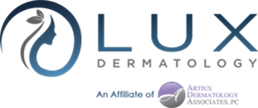 LUX
DERMATOLOGY
An Affiliate of
ARTIUS
DERMATOLOGY
ASSOCIATES, PC